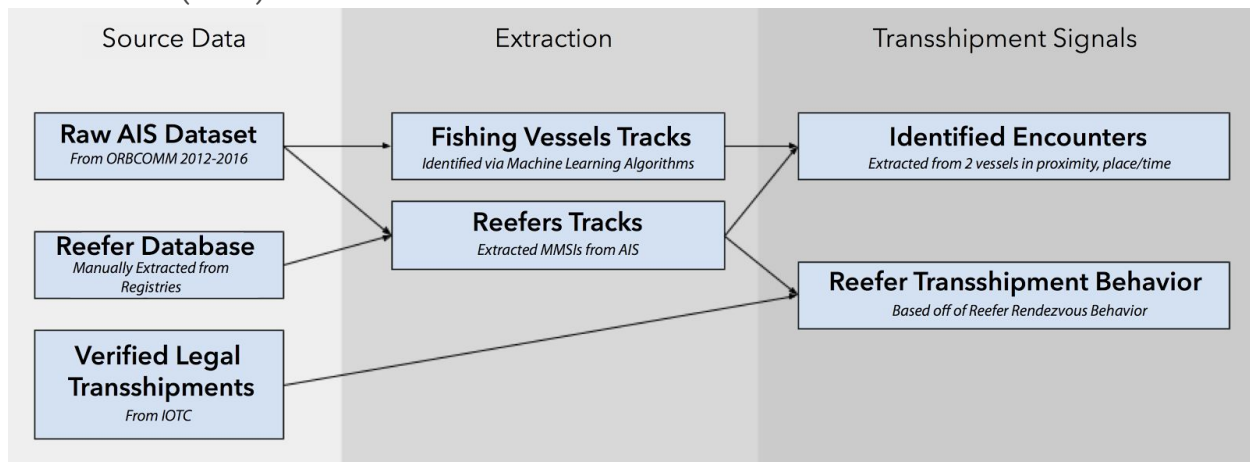 Source Data
Extraction
Transshipment Signals
Raw AIS Dataset
From ORBCOMM 2012-2016
Fishing Vessels Tracks
Identified via Machine Learning Algorithms
Identified Encounters
Extracted from 2 vessels in proximity, place/time
Reefer Database
Manually Extracted from
Registries
Reefers Tracks
Extracted MMSIs from AIS
Reefer Transshipment Behavior
Based off of Reefer Rendezvous Behavior
Verified Legal
Transshipments
From IOTC